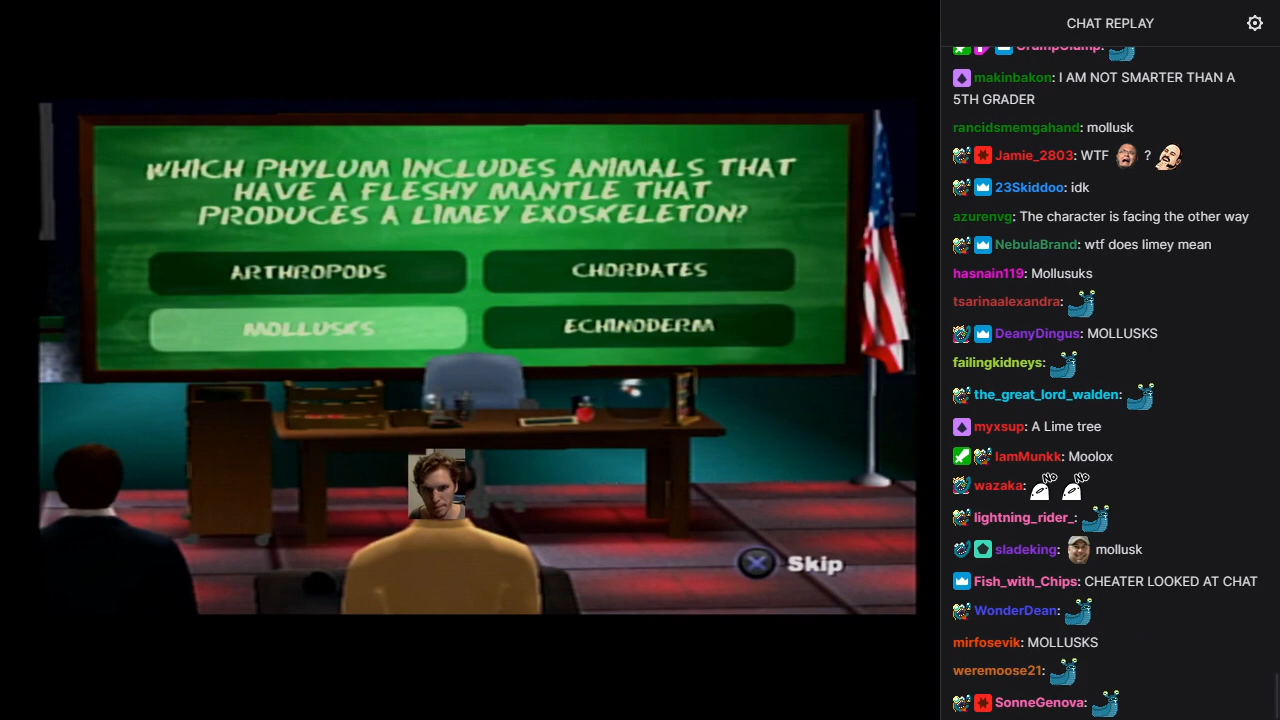 WHICH PHYLUM INCLUDES ANIMALS THAT
HAVE A FLESHY MANTLE THAT
PRODUCES A LIMEY EXOSKELETON?
ARTHROPODS
CHORDATES
MOLLUSKS
ECHINODERM
Skip
CHAT REPLAY
makinbakon: I AM NOT SMARTER THAN A
5TH GRADER
rancidsmemgahand: mollusk
Jamie_2803: WTF ?
23Skiddoo: idk
azurenvg: The character is facing the other way
NebulaBrand: wtf does limey mean
hasnain119: Mollusuks
tsarinaalexandra:
DeanyDingus: MOLLUSKS
failingkidneys:
the_great_lord_walden:
myxsup: A Lime tree
IamMunkk: Moolox
wazaka: NO NO
lightning_rider_:
sladeking: mollusk
Fish_with_Chips: CHEATER LOOKED AT CHAT
WonderDean:
mirfosevik: MOLLUSKS
weremoose21:
SonneGenova: